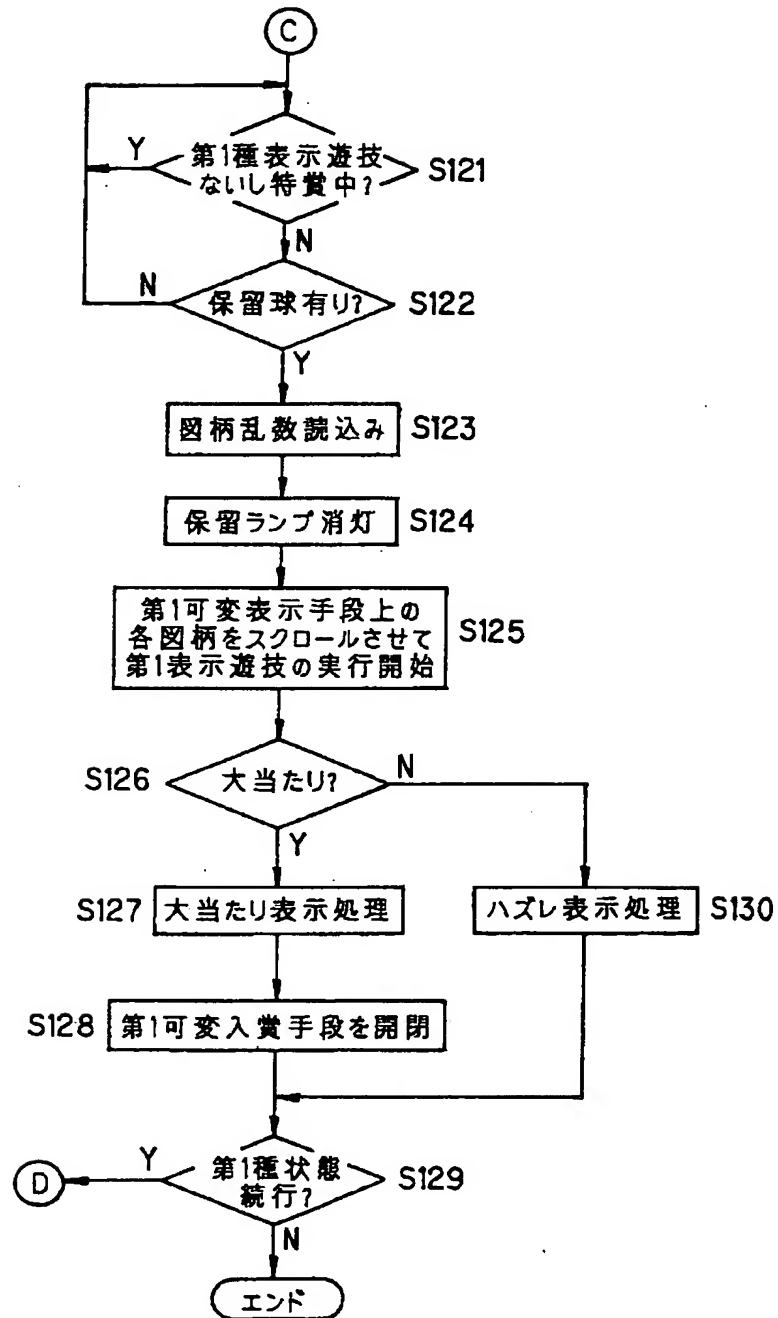 C
第1種表示遊技
ないし特賞中?
Y
S121
N
保留球有り?
N
S122
Y
図柄乱数読込み
S123
保留ランプ消灯
S124
第1可変表示手段上の
各図柄をスクロールさせて
第1表示遊技の実行開始
S125
S126
大当たり?
N
Y
S127
大当たり表示処理
ハズレ表示処理
S130
S128
第1可変入賞手段を開閉
Y
第1種状態
続行?
S129
D
N
エンド